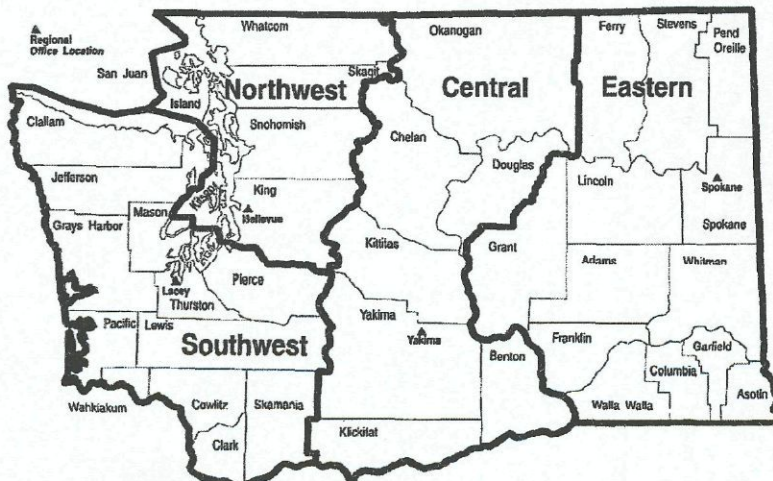 Regional
Office Location
San Juan
Whatcom
Skagit
Island
Northwest
Snohomish
King
Kitsap
Bellevue
Clallam
Jefferson
Grays Harbor
Mason
Pierce
Lacey
Thurston
Pacific
Lewis
Southwest
Wahkiakum
Cowlitz
Skamania
Clark
Okanogan
Central
Chelan
Douglas
Kittitas
Yakima
Yakima
Benton
Klickitat
Ferry
Stevens
Pend
Oreille
Eastern
Lincoln
Spokane
Spokane
Grant
Adams
Whitman
Franklin
Garfield
Columbia
Walla Walla
Asotin